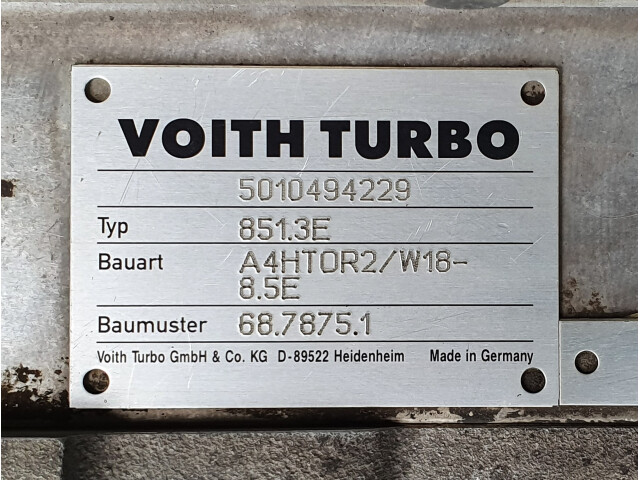 VOITH TURBO
5010494229
Typ 851.3E
Bauart A4HTOR2/W18-
8.5E
Baumuster 68.7875.1
Voith Turbo GmbH & Co. KG D-89522 Heidenheim Made in Germany